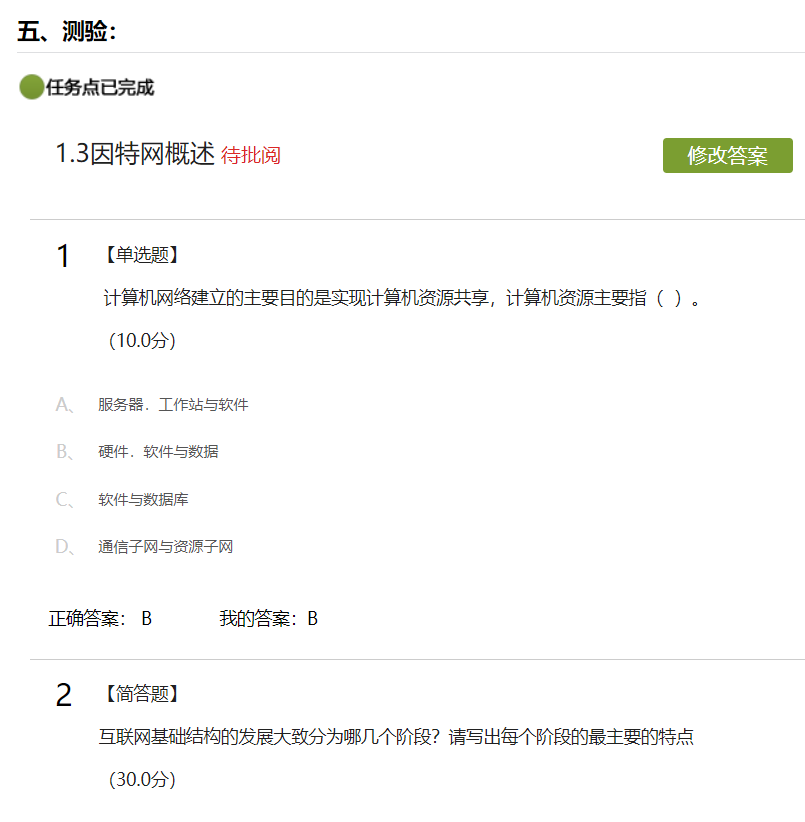 五、测验：
任务点已完成
1.3因特网概述 待批阅
修改答案
1 【单选题】
计算机网络建立的主要目的是实现计算机资源共享，计算机资源主要指（ ）。
（10.0分）
A、 服务器．工作站与软件
B、 硬件．软件与数据
C、 软件与数据库
D、 通信子网与资源子网
正确答案： B 我的答案：B
2 【简答题】
互联网基础结构的发展大致分为哪几个阶段？请写出每个阶段的最主要的特点
（30.0分）